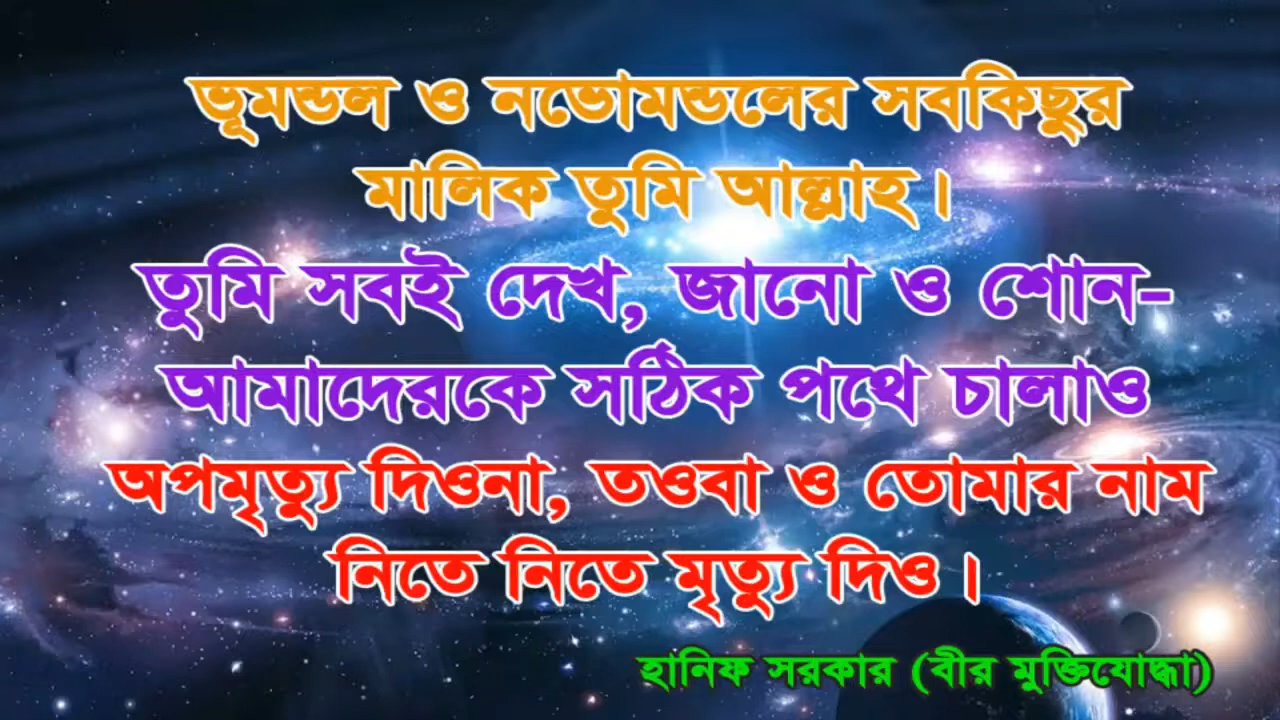 ভূমন্ডল ও নভোমন্ডলের সবকিছুর
মালিক তুমি আল্লাহ।
তুমি সবই দেখ, জানো ও শোন-
আমাদেরকে সঠিক পথে চালাও
অপমৃত্যু দিওনা, তওবা ও তোমার নাম
নিতে নিতে মৃত্যু দিও।
হানিফ সরকার (বীর মুক্তিযোদ্ধা)